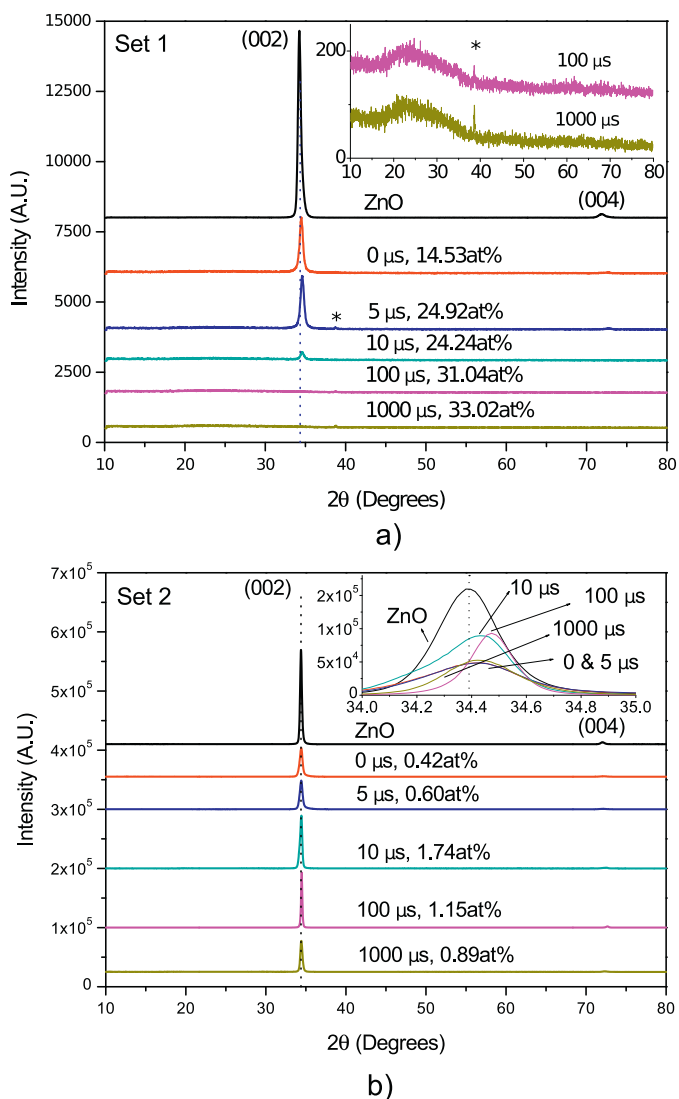 Set 1
(002)
15000
13500
12000
10500
9000
7500
6000
4500
2500
0
Intensity (A.U.)
200
0
*
100 µs
1000 µs
10 20 30 40 50 60 70 80
ZnO
(004)
0 µs, 14.53at%
5 µs, 24.92at%
*
10 µs, 24.24at%
100 µs, 31.04at%
1000 µs, 33.02at%
10 20 30 40 50 60 70 80
2θ (Degrees)
a)
Set 2
(002)
7x10⁵
6x10⁵
5x10⁵
4x10⁵
3x10⁵
2x10⁵
1x10⁵
0
Intensity (A.U.)
2x10⁵
1x10⁵
5x10⁴
0
ZnO
10 µs
100 µs
1000 µs
0 & 5 µs
34.0 34.2 34.4 34.6 34.8 35.0
ZnO
(004)
0 µs, 0.42at%
5 µs, 0.60at%
10 µs, 1.74at%
100 µs, 1.15at%
1000 µs, 0.89at%
10 20 30 40 50 60 70 80
2θ (Degrees)
b)